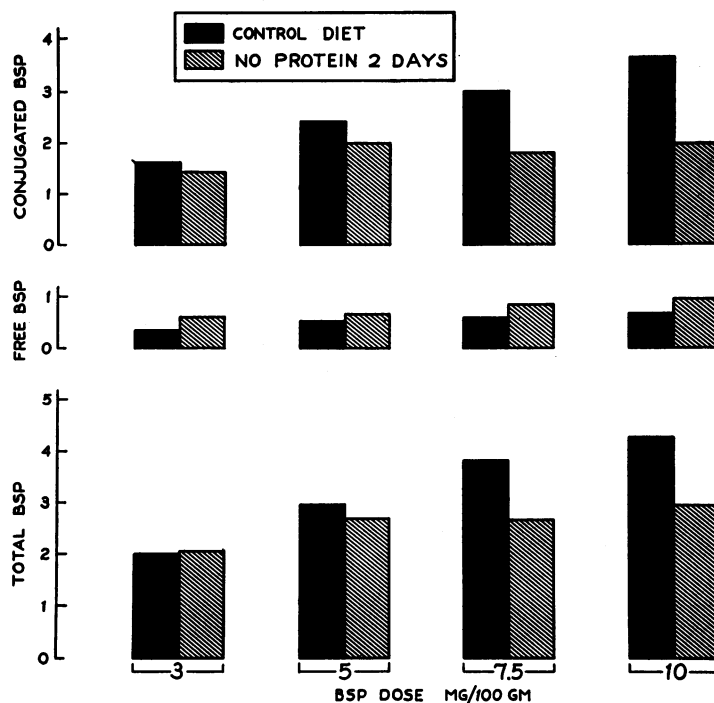 CONTROL DIET
NO PROTEIN 2 DAYS
CONJUGATED BSP
4
3
2
1
0
FREE BSP
1
0
TOTAL BSP
5
4
3
2
1
0
3 5 7.5 10
BSP DOSE MG/100 GM